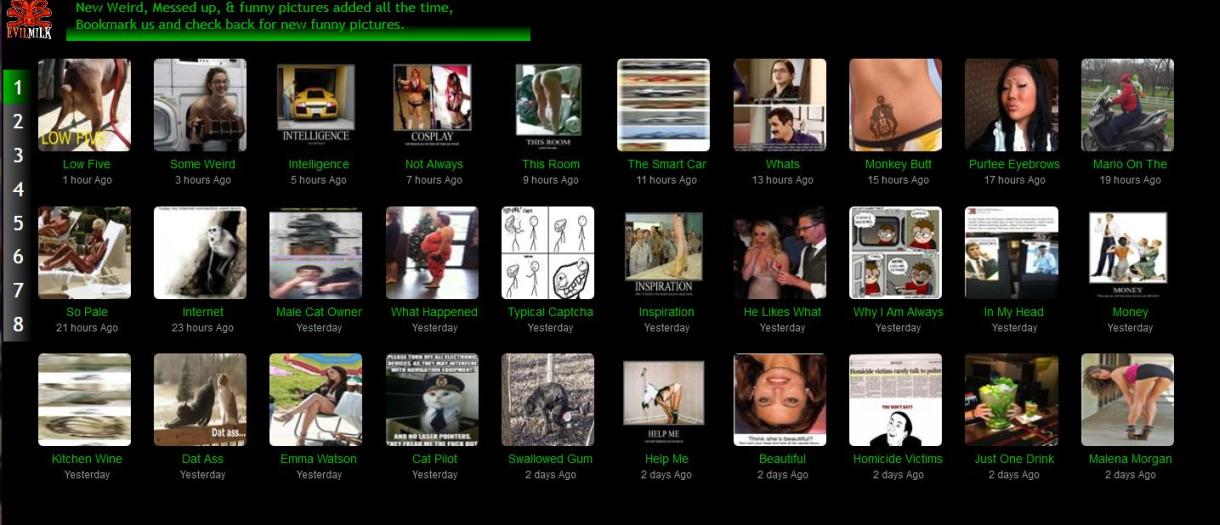 New Weird, Messed up, & funny pictures added all the time,
Bookmark us and check back for new funny pictures.
EVILMILK
1
2
3
4
5
6
7
8
LOW FIVE
INTELLIGENCE
COSPLAY
THIS ROOM
Low Five
Some Weird
Intelligence
Not Always
This Room
The Smart Car
Whats
Monkey Butt
Purtee Eyebrows
Mario On The
1 hour Ago
3 hours Ago
5 hours Ago
7 hours Ago
9 hours Ago
11 hours Ago
13 hours Ago
15 hours Ago
17 hours Ago
19 hours Ago
INSPIRATION
MONEY
So Pale
Internet
Male Cat Owner
What Happened
Typical Captcha
Inspiration
He Likes What
Why I Am Always
In My Head
Money
21 hours Ago
23 hours Ago
Yesterday
Yesterday
Yesterday
Yesterday
Yesterday
Yesterday
Yesterday
Yesterday
Dat ass...
PLEASE TURN OFF ALL ELECTRONIC
DEVICES, AS THEY MAY INTERFERE
WITH NAVIGATION EQUIPMENT.
AND NO LASER POINTERS.
THEY FREAK ME THE FUCK OUT
HELP ME
Think she's beautiful?
Homicide victims rarely talk to police
YOU DON'T SAY?
Kitchen Wine
Dat Ass
Emma Watson
Cat Pilot
Swallowed Gum
Help Me
Beautiful
Homicide Victims
Just One Drink
Malena Morgan
Yesterday
Yesterday
Yesterday
Yesterday
2 days Ago
2 days Ago
2 days Ago
2 days Ago
2 days Ago
2 days Ago